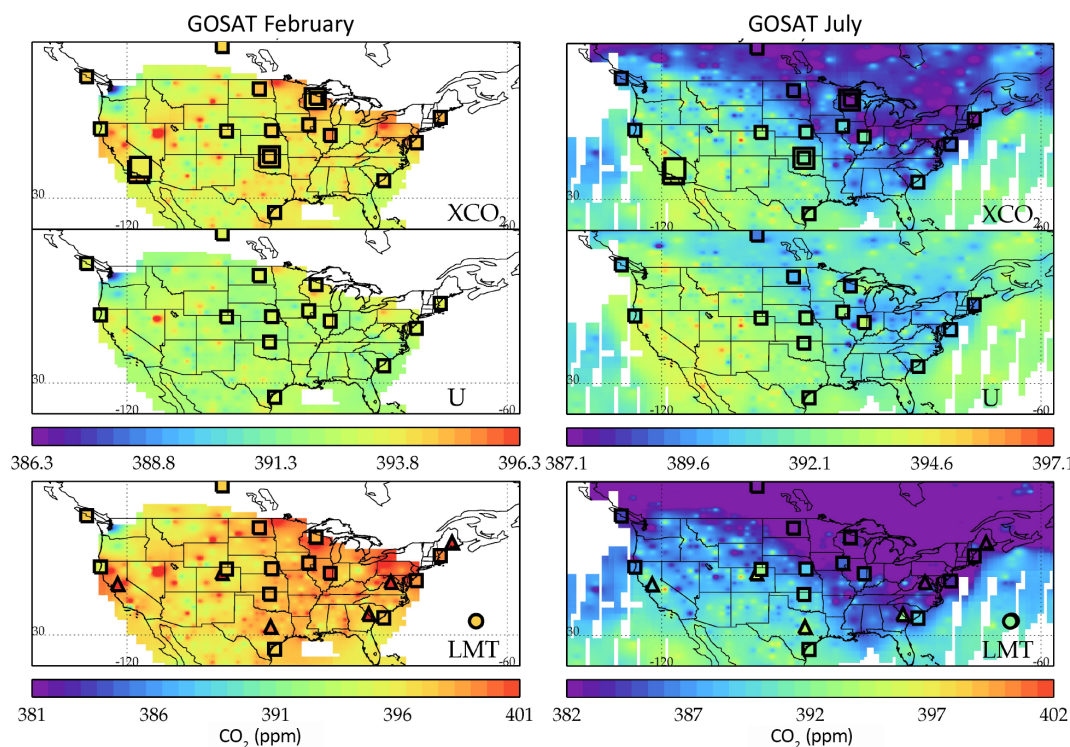 GOSAT February
GOSAT July
30
-120
XCO2
-60
30
-120
XCO2
-60
30
-120
U
-60
30
-120
U
-60
386.3 388.8 391.3 393.8 396.3
387.1 389.6 392.1 394.6 397.1
30
-120
LMT
-60
30
-120
LMT
-60
381 386 391 396 401
CO2 (ppm)
382 387 392 397 402
CO2 (ppm)